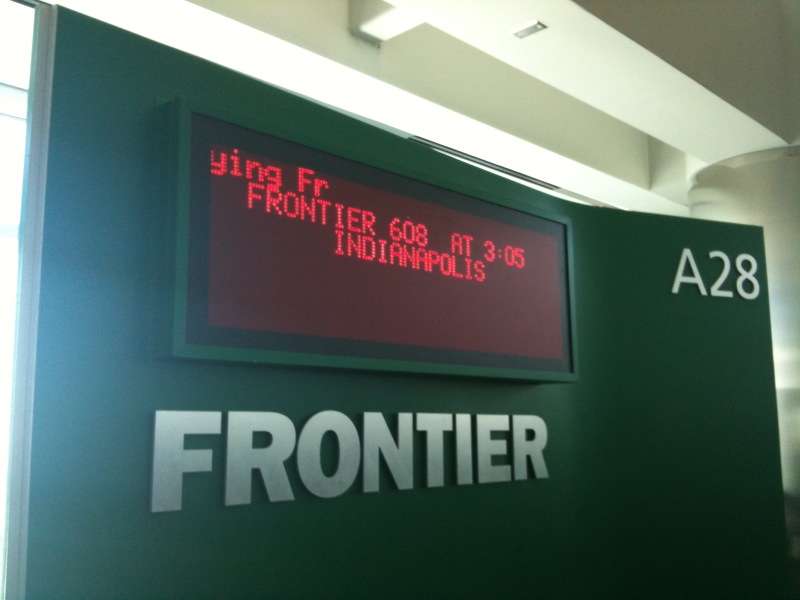 ying Fr
FRONTIER 608 AT 3:05
INDIANAPOLIS
A28
FRONTIER